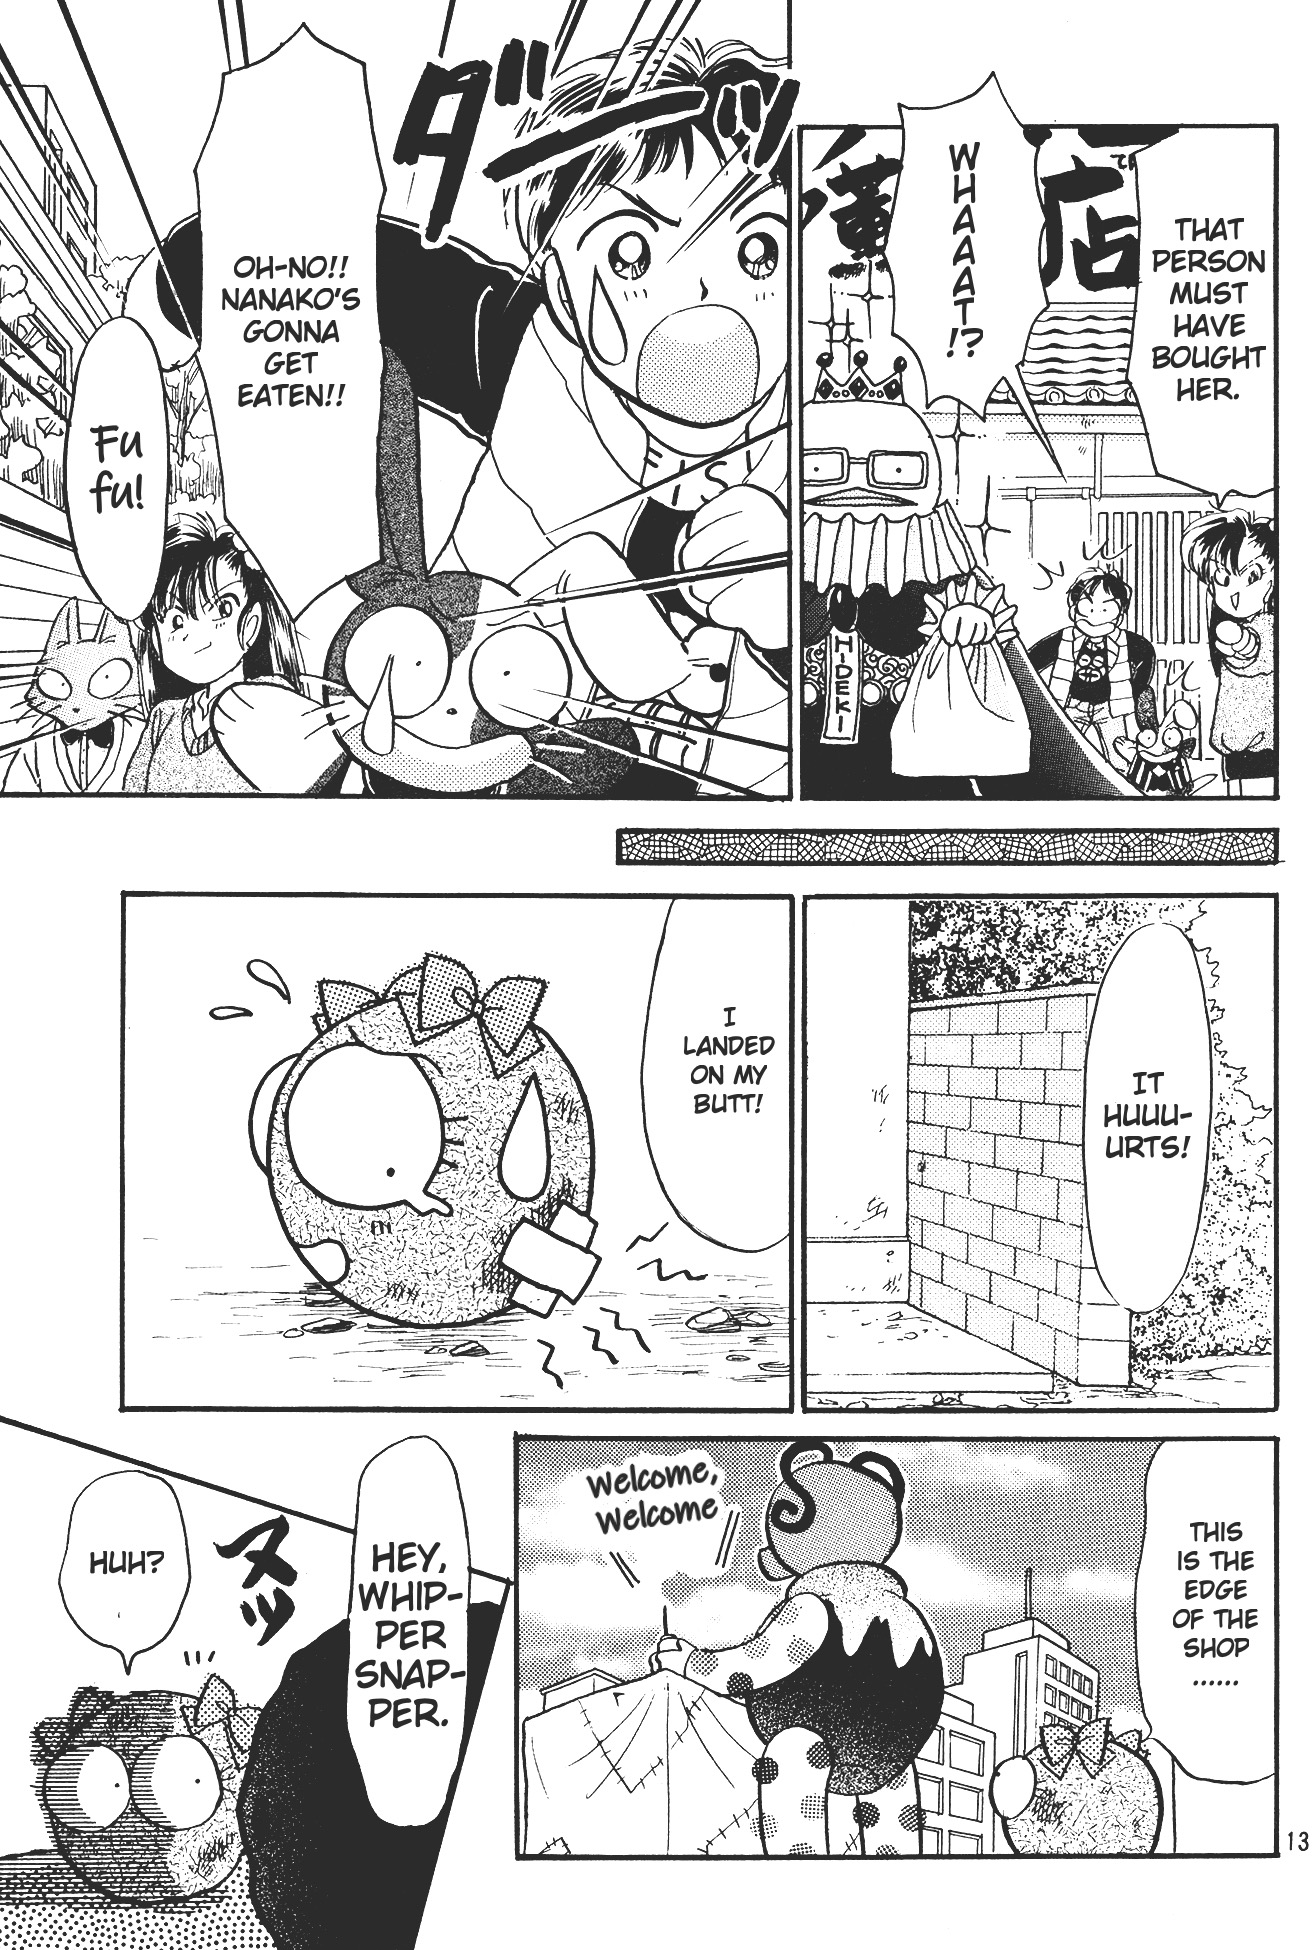 THAT
PERSON
MUST
HAVE
BOUGHT
HER.
WHAAAT
!?
店
HIDEKI
ダーッ
OH-NO!!
NANAKO'S
GONNA
GET
EATEN!!
Fu
fu!
IT
HUUU-
URTS!
I
LANDED
ON MY
BUTT!
THIS
IS THE
EDGE
OF THE
SHOP
......
Welcome,
Welcome
HEY,
WHIP-
PER
SNAP-
PER.
ヌッ
HUH?
13